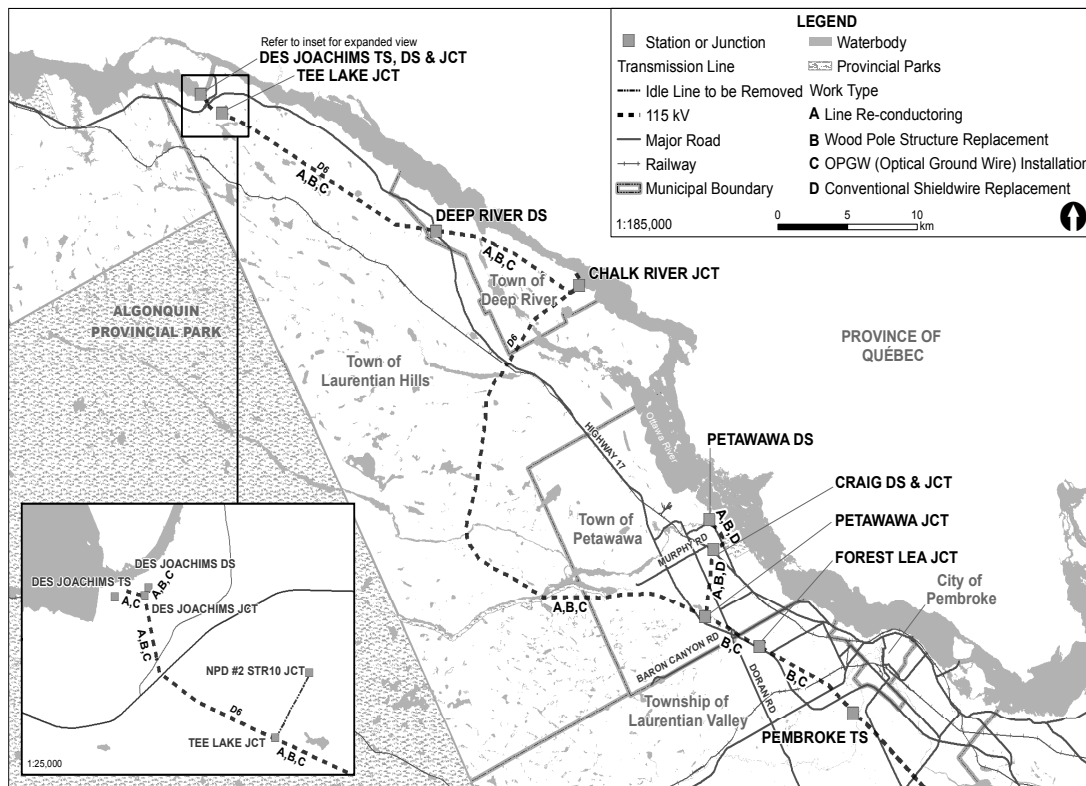 Refer to inset for expanded view
DES JOACHIMS TS, DS & JCT
TEE LAKE JCT
LEGEND
Station or Junction
Waterbody
Transmission Line
Provincial Parks
Idle Line to be Removed
Work Type
115 kV
A Line Re-conductoring
Major Road
B Wood Pole Structure Replacement
Railway
C OPGW (Optical Ground Wire) Installation
Municipal Boundary
D Conventional Shieldwire Replacement
1:185,000
0 5 10
km
D6
A,B,C
DEEP RIVER DS
A,B,C
CHALK RIVER JCT
Town of
Deep River
ALGONQUIN
PROVINCIAL PARK
D6
Town of
Laurentian Hills
PROVINCE OF
QUÉBEC
HIGHWAY 17
Ottawa River
PETAWAWA DS
CRAIG DS & JCT
PETAWAWA JCT
FOREST LEA JCT
Town of
Petawawa
MURPHY RD
A,B,D
A,B,D
City of
Pembroke
A,B,C
B,C
B,C
BARON CANYON RD
DORAN RD
Township of
Laurentian Valley
PEMBROKE TS
DES JOACHIMS DS
DES JOACHIMS TS
A,B,C
A,C
DES JOACHIMS JCT
A,B,C
NPD #2 STR10 JCT
D6
TEE LAKE JCT
A,B,C
1:25,000